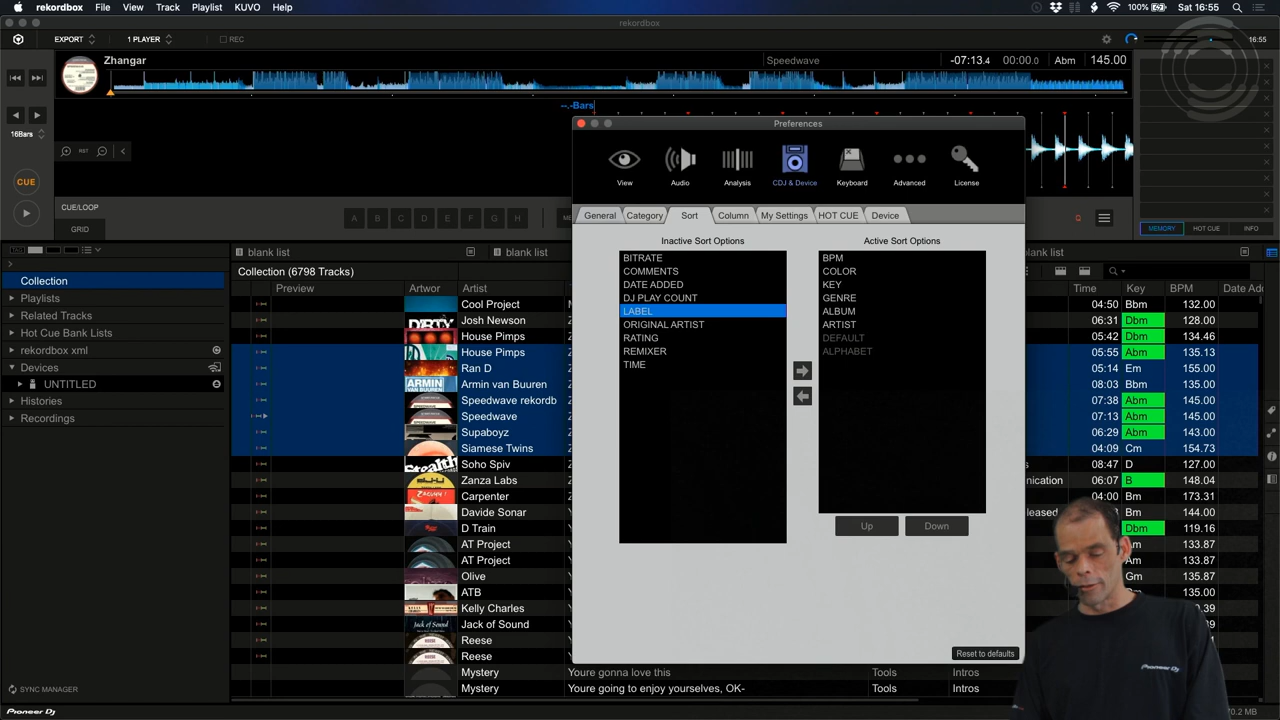 rekordbox File View Track Playlist KUVO Help 100% Sat 16:55
rekordbox
EXPORT 1 PLAYER REC 16:55
Zhangar Speedwave -07:13.4 00:00.0 Abm 145.00
--.-Bars
Preferences
16Bars
RST
View Audio Analysis CDJ & Device Keyboard Advanced License
CUE
CUE/LOOP
GRID
A B C D E F G H
General Category Sort Column My Settings HOT CUE Device
Q
MEMORY HOT CUE INFO
Inactive Sort Options
BITRATE
COMMENTS
DATE ADDED
DJ PLAY COUNT
LABEL
ORIGINAL ARTIST
RATING
REMIXER
TIME
Active Sort Options
BPM
COLOR
KEY
GENRE
ALBUM
ARTIST
DEFAULT
ALPHABET
Up Down
Reset to defaults
TAG
blank list blank list lank list
Collection
Playlists
Related Tracks
Hot Cue Bank Lists
rekordbox xml
Devices
UNTITLED
Histories
Recordings
SYNC MANAGER
Pioneer Dj
Collection (6798 Tracks)
Preview Artwor Artist Time Key BPM Date Adc
Cool Project 04:50 Bbm 132.00
Josh Newson 06:31 Dbm 128.00
House Pimps 05:42 Dbm 134.46
House Pimps 05:55 Abm 135.13
Ran D 05:14 Em 155.00
Armin van Buuren 08:03 Bbm 135.00
Speedwave rekordb 07:38 Abm 145.00
Speedwave 07:13 Abm 145.00
Supaboyz 06:29 Abm 143.00
Siamese Twins 04:09 Cm 154.73
Soho Spiv 08:47 D 127.00
Zanza Labs nication 06:07 B 148.04
Carpenter 04:00 Bm 173.31
Davide Sonar eleased Bm 144.00
D Train Dbm 119.16
AT Project Am 133.87
AT Project 133.87
Olive Gm 135.87
ATB
Kelly Charles
Jack of Sound
Reese
Reese
Mystery Youre gonna love this Tools Intros
Mystery Youre going to enjoy yourselves, OK- Tools Intros
Pioneer Dj